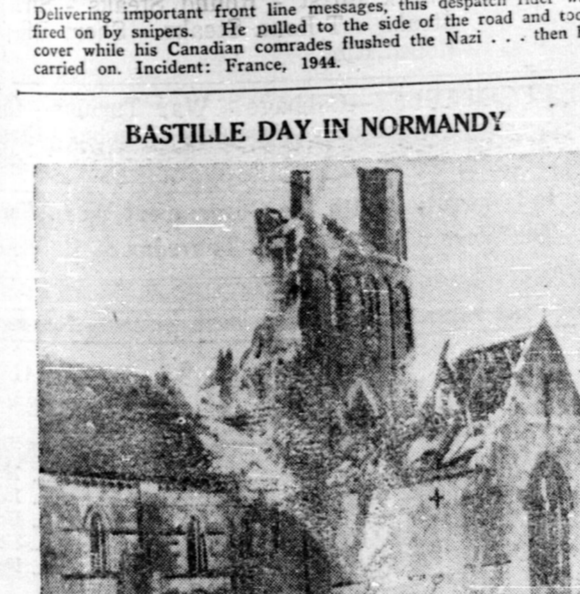 Delivering important front line messages, this despatch rider
fired on by snipers. He pulled to the side of the road and
cover while his Canadian comrades flushed the Nazi . . . then
carried on. Incident: France, 1944.
BASTILLE DAY IN NORMANDY